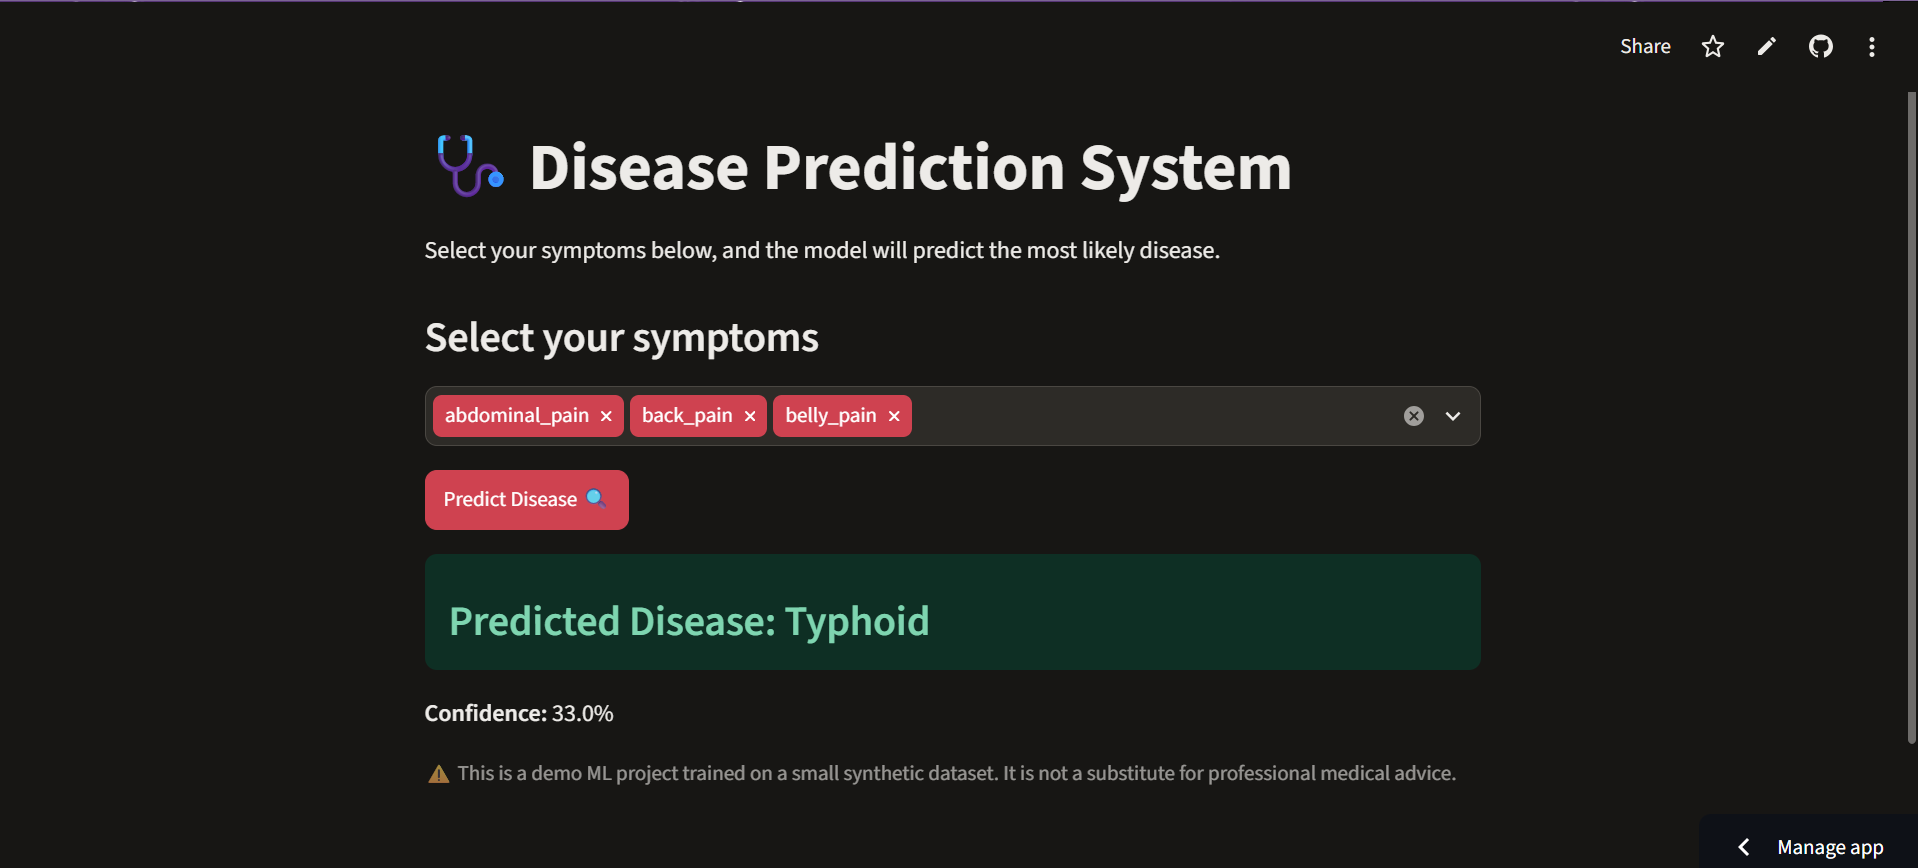 Share
Disease Prediction System
Select your symptoms below, and the model will predict the most likely disease.
Select your symptoms
abdominal_pain × back_pain × belly_pain ×
Predict Disease
Predicted Disease: Typhoid
Confidence: 33.0%
This is a demo ML project trained on a small synthetic dataset. It is not a substitute for professional medical advice.
Manage app